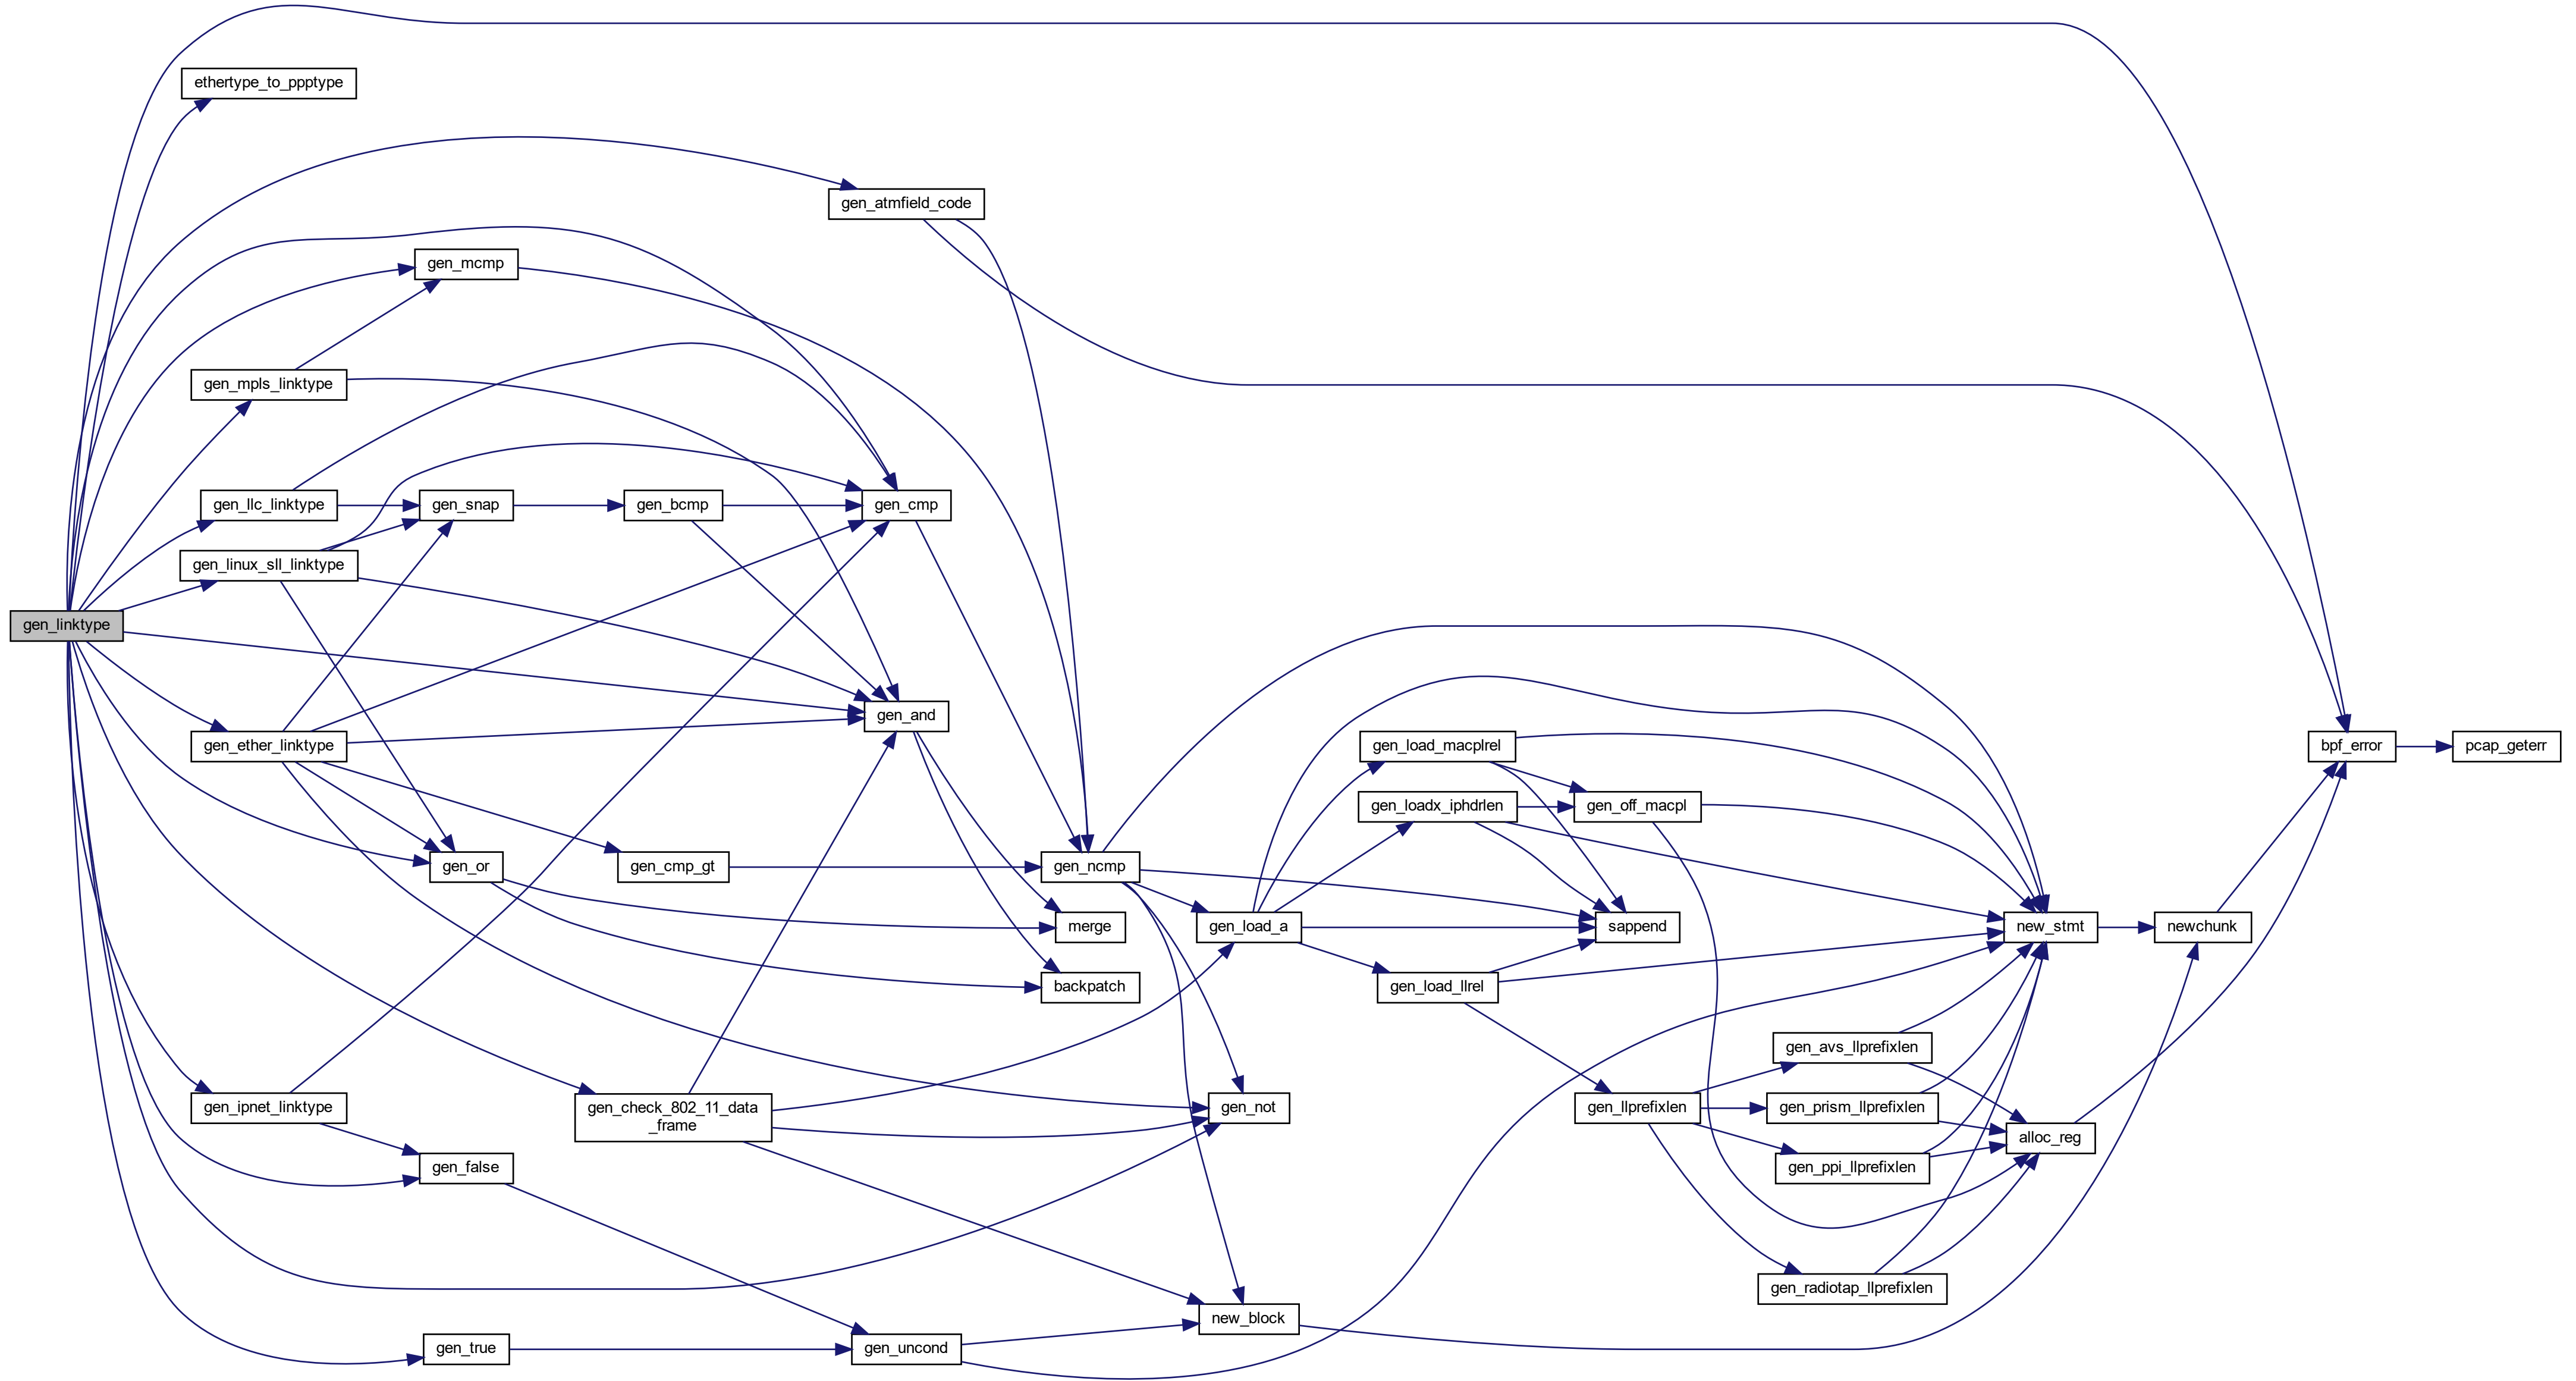 ethertype_to_ppptype
gen_atmfield_code
gen_mcmp
gen_mpls_linktype
gen_llc_linktype
gen_snap
gen_bcmp
gen_cmp
gen_linux_sll_linktype
gen_linktype
gen_and
gen_ether_linktype
gen_load_macplrel
bpf_error
pcap_geterr
gen_loadx_iphdrlen
gen_off_macpl
gen_or
gen_cmp_gt
gen_ncmp
merge
gen_load_a
sappend
new_stmt
newchunk
backpatch
gen_load_llrel
gen_avs_llprefixlen
gen_ipnet_linktype
gen_check_802_11_data
_frame
gen_not
gen_llprefixlen
gen_prism_llprefixlen
alloc_reg
gen_false
gen_ppi_llprefixlen
gen_radiotap_llprefixlen
new_block
gen_true
gen_uncond